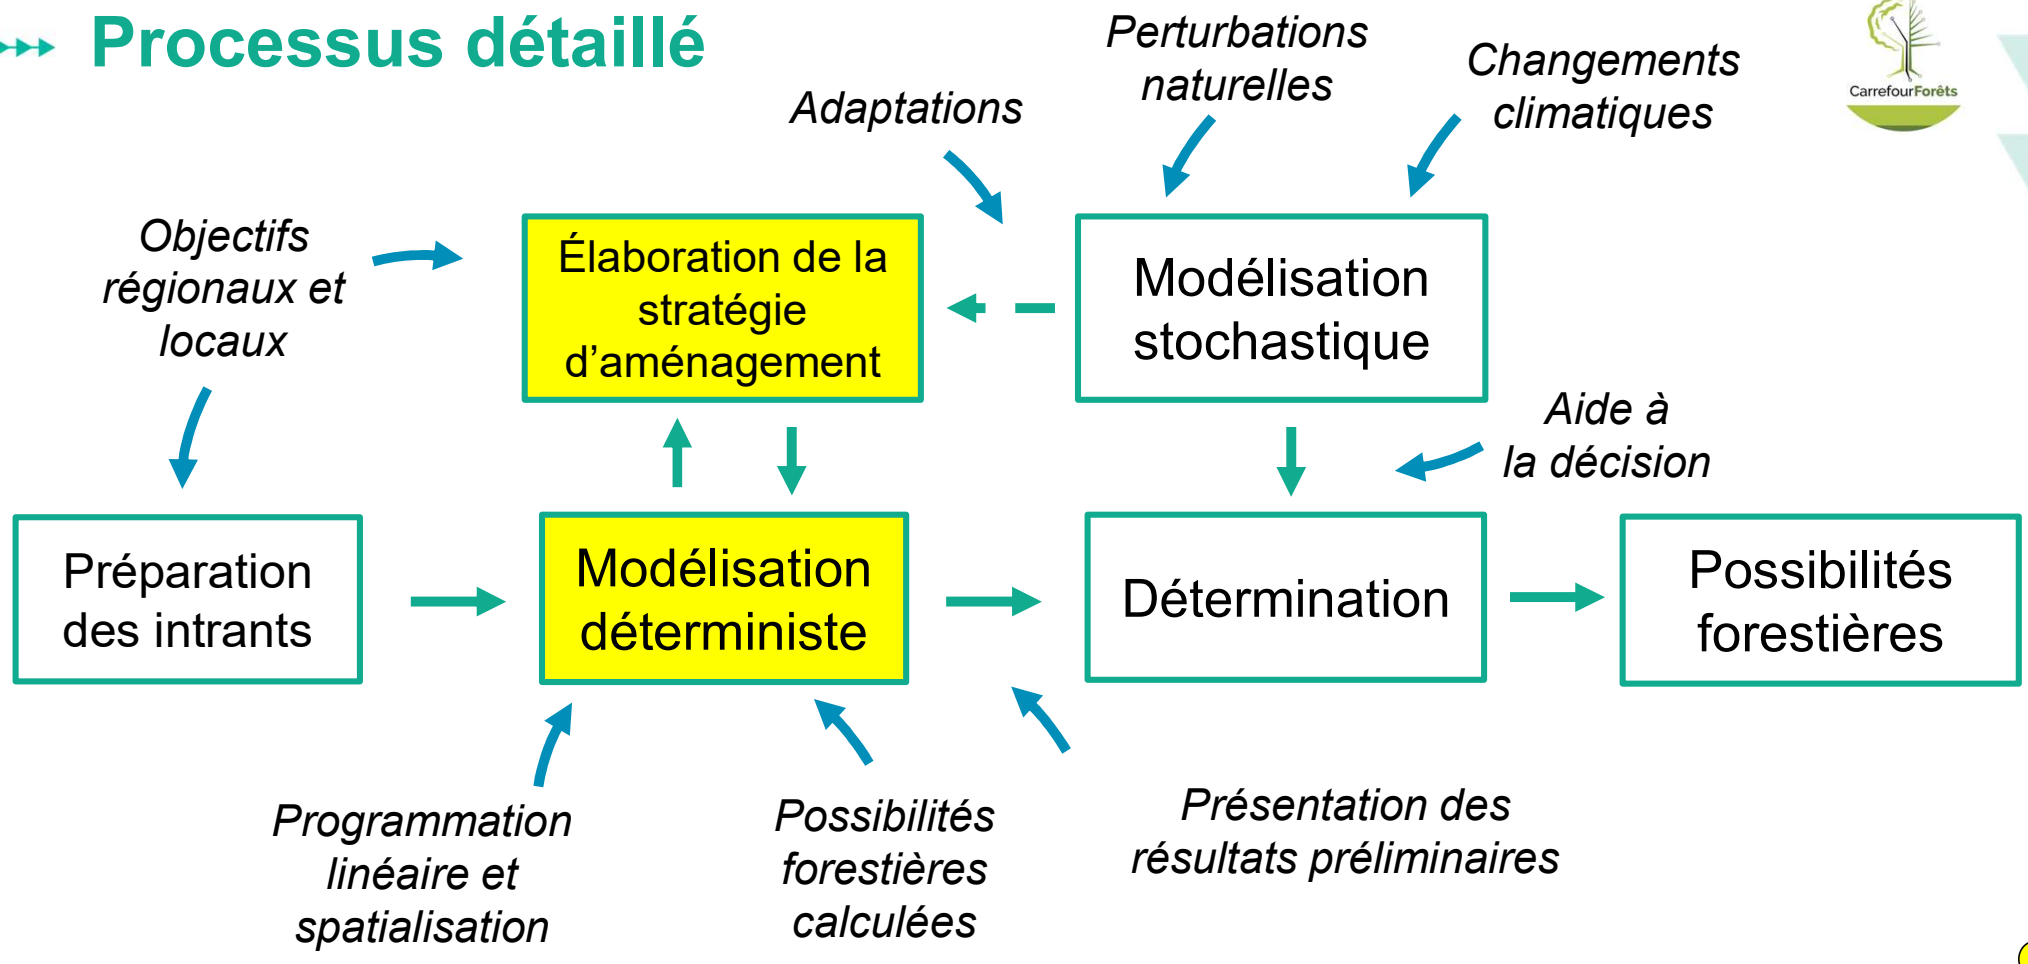 Processus détaillé
Perturbations
naturelles
Changements
climatiques
CarrefourForêts
Adaptations
Objectifs
régionaux et
locaux
Élaboration de la
stratégie
d’aménagement
Modélisation
stochastique
Aide à
la décision
Préparation
des intrants
Modélisation
déterministe
Détermination
Possibilités
forestières
Programmation
linéaire et
spatialisation
Possibilités
forestières
calculées
Présentation des
résultats préliminaires